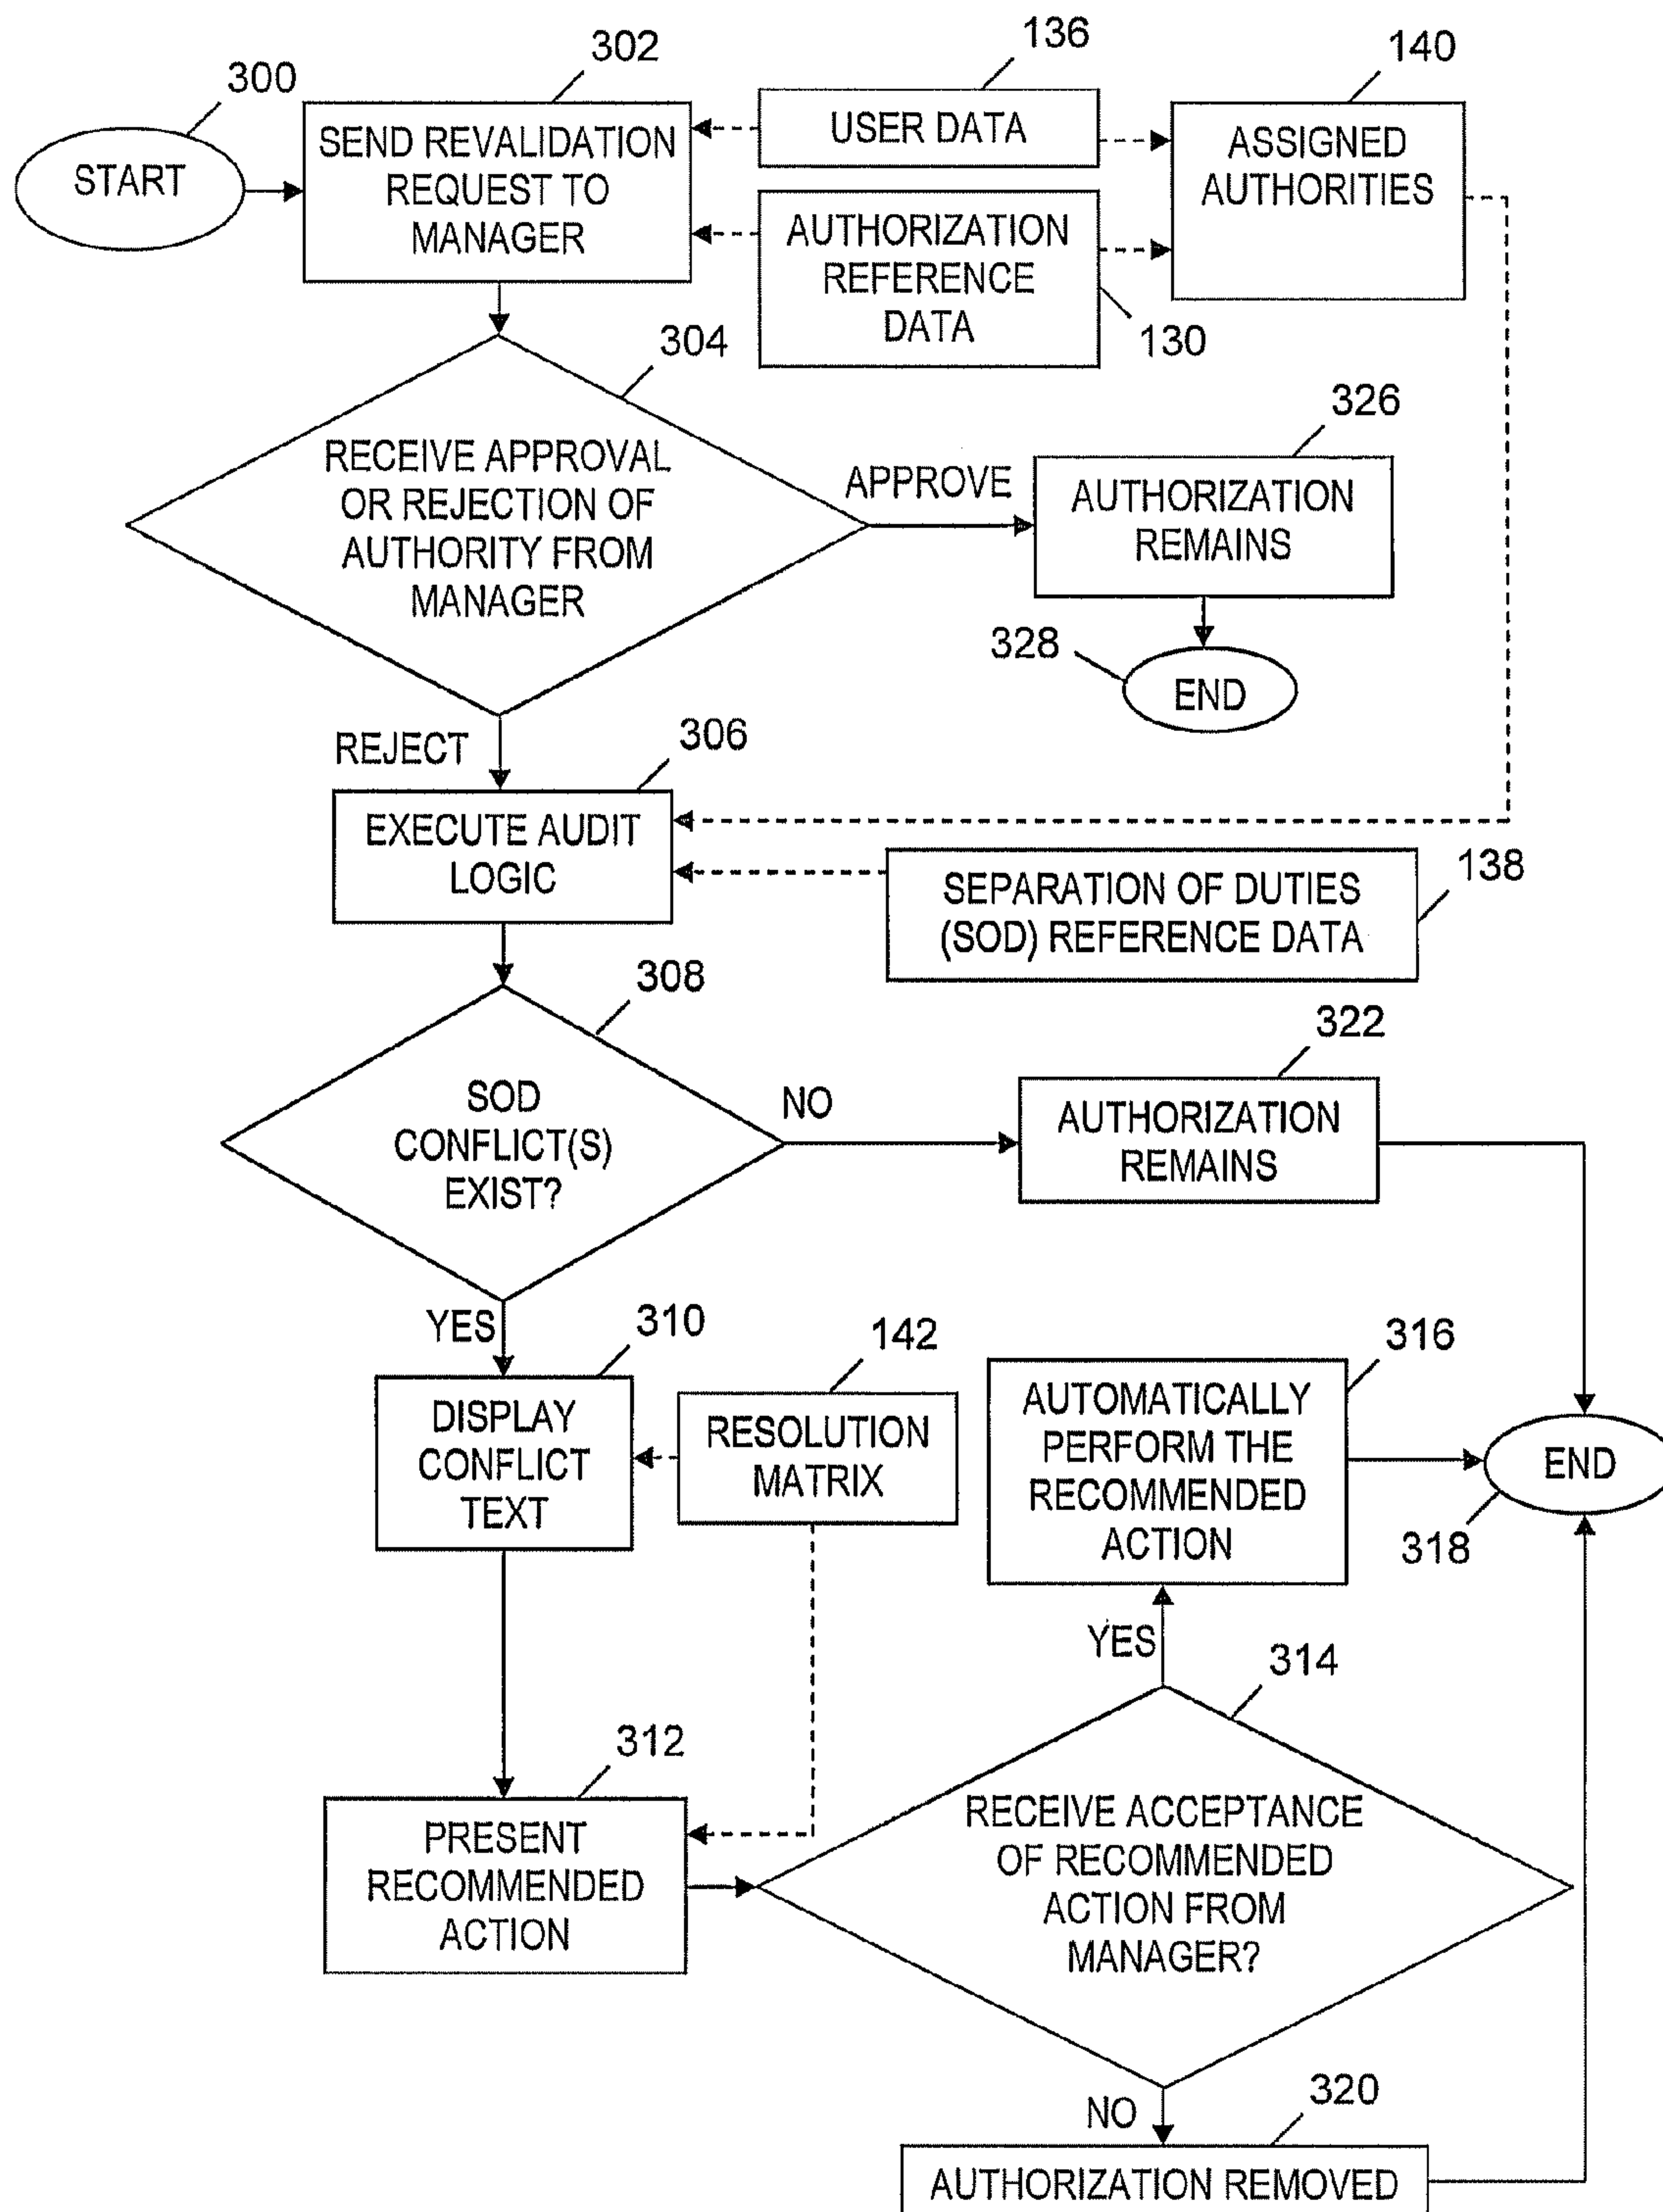 300
302
136
140
START
SEND REVALIDATION
REQUEST TO
MANAGER
USER DATA
ASSIGNED
AUTHORITIES
AUTHORIZATION
REFERENCE
DATA
130
304
RECEIVE APPROVAL
OR REJECTION OF
AUTHORITY FROM
MANAGER
APPROVE
326
AUTHORIZATION
REMAINS
328
END
REJECT
306
EXECUTE AUDIT
LOGIC
138
SEPARATION OF DUTIES
(SOD) REFERENCE DATA
308
SOD
CONFLICT(S)
EXIST?
NO
322
AUTHORIZATION
REMAINS
YES
310
DISPLAY
CONFLICT
TEXT
142
RESOLUTION
MATRIX
316
AUTOMATICALLY
PERFORM THE
RECOMMENDED
ACTION
END
318
YES
314
312
PRESENT
RECOMMENDED
ACTION
RECEIVE ACCEPTANCE
OF RECOMMENDED
ACTION FROM
MANAGER?
NO
320
AUTHORIZATION REMOVED